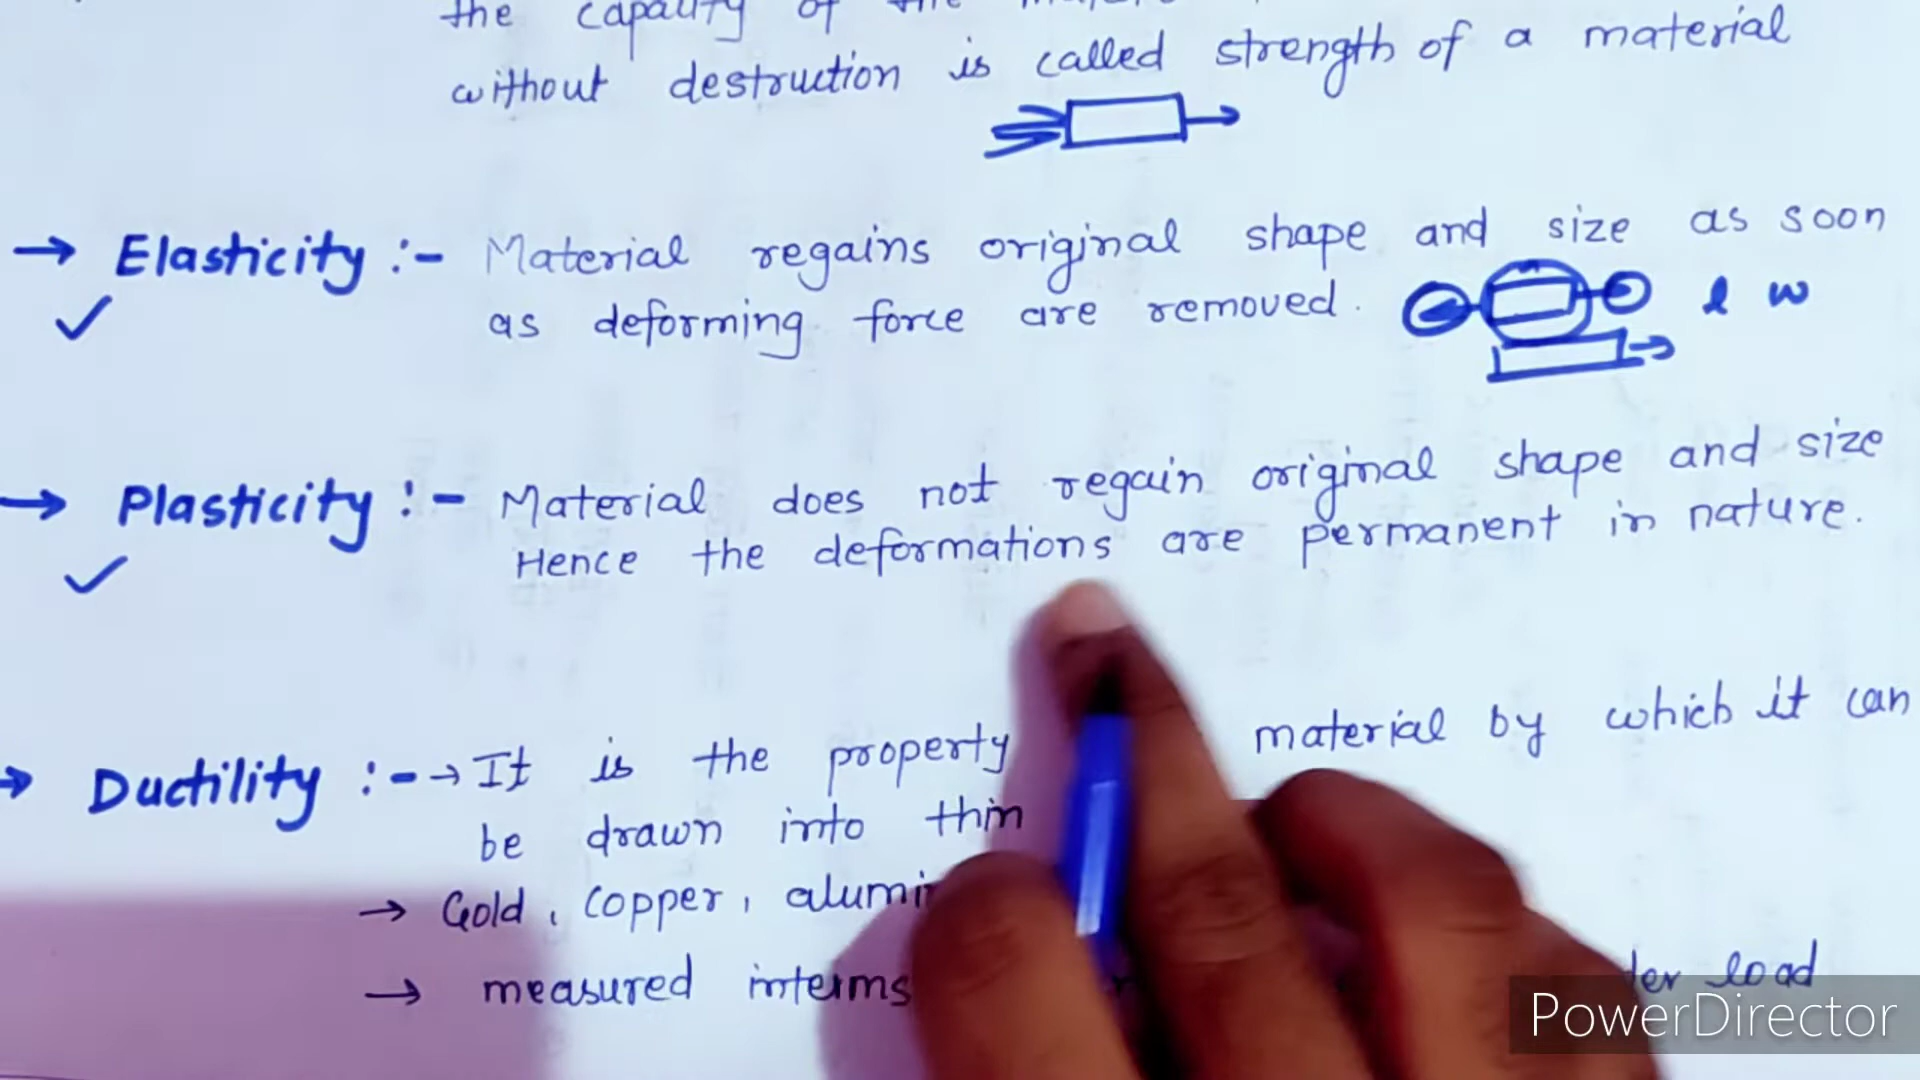 the capacity of the
without destruction is called strength of a material
→ Elasticity :- Material regains original shape and size as soon
as deforming force are removed.
l w
→ Plasticity :- Material does not regain original shape and size
Hence the deformations are permanent in nature.
→ Ductility :- → It is the property material by which it can
be drawn into thin
→ Gold, Copper,
→ measured interms load
PowerDirector